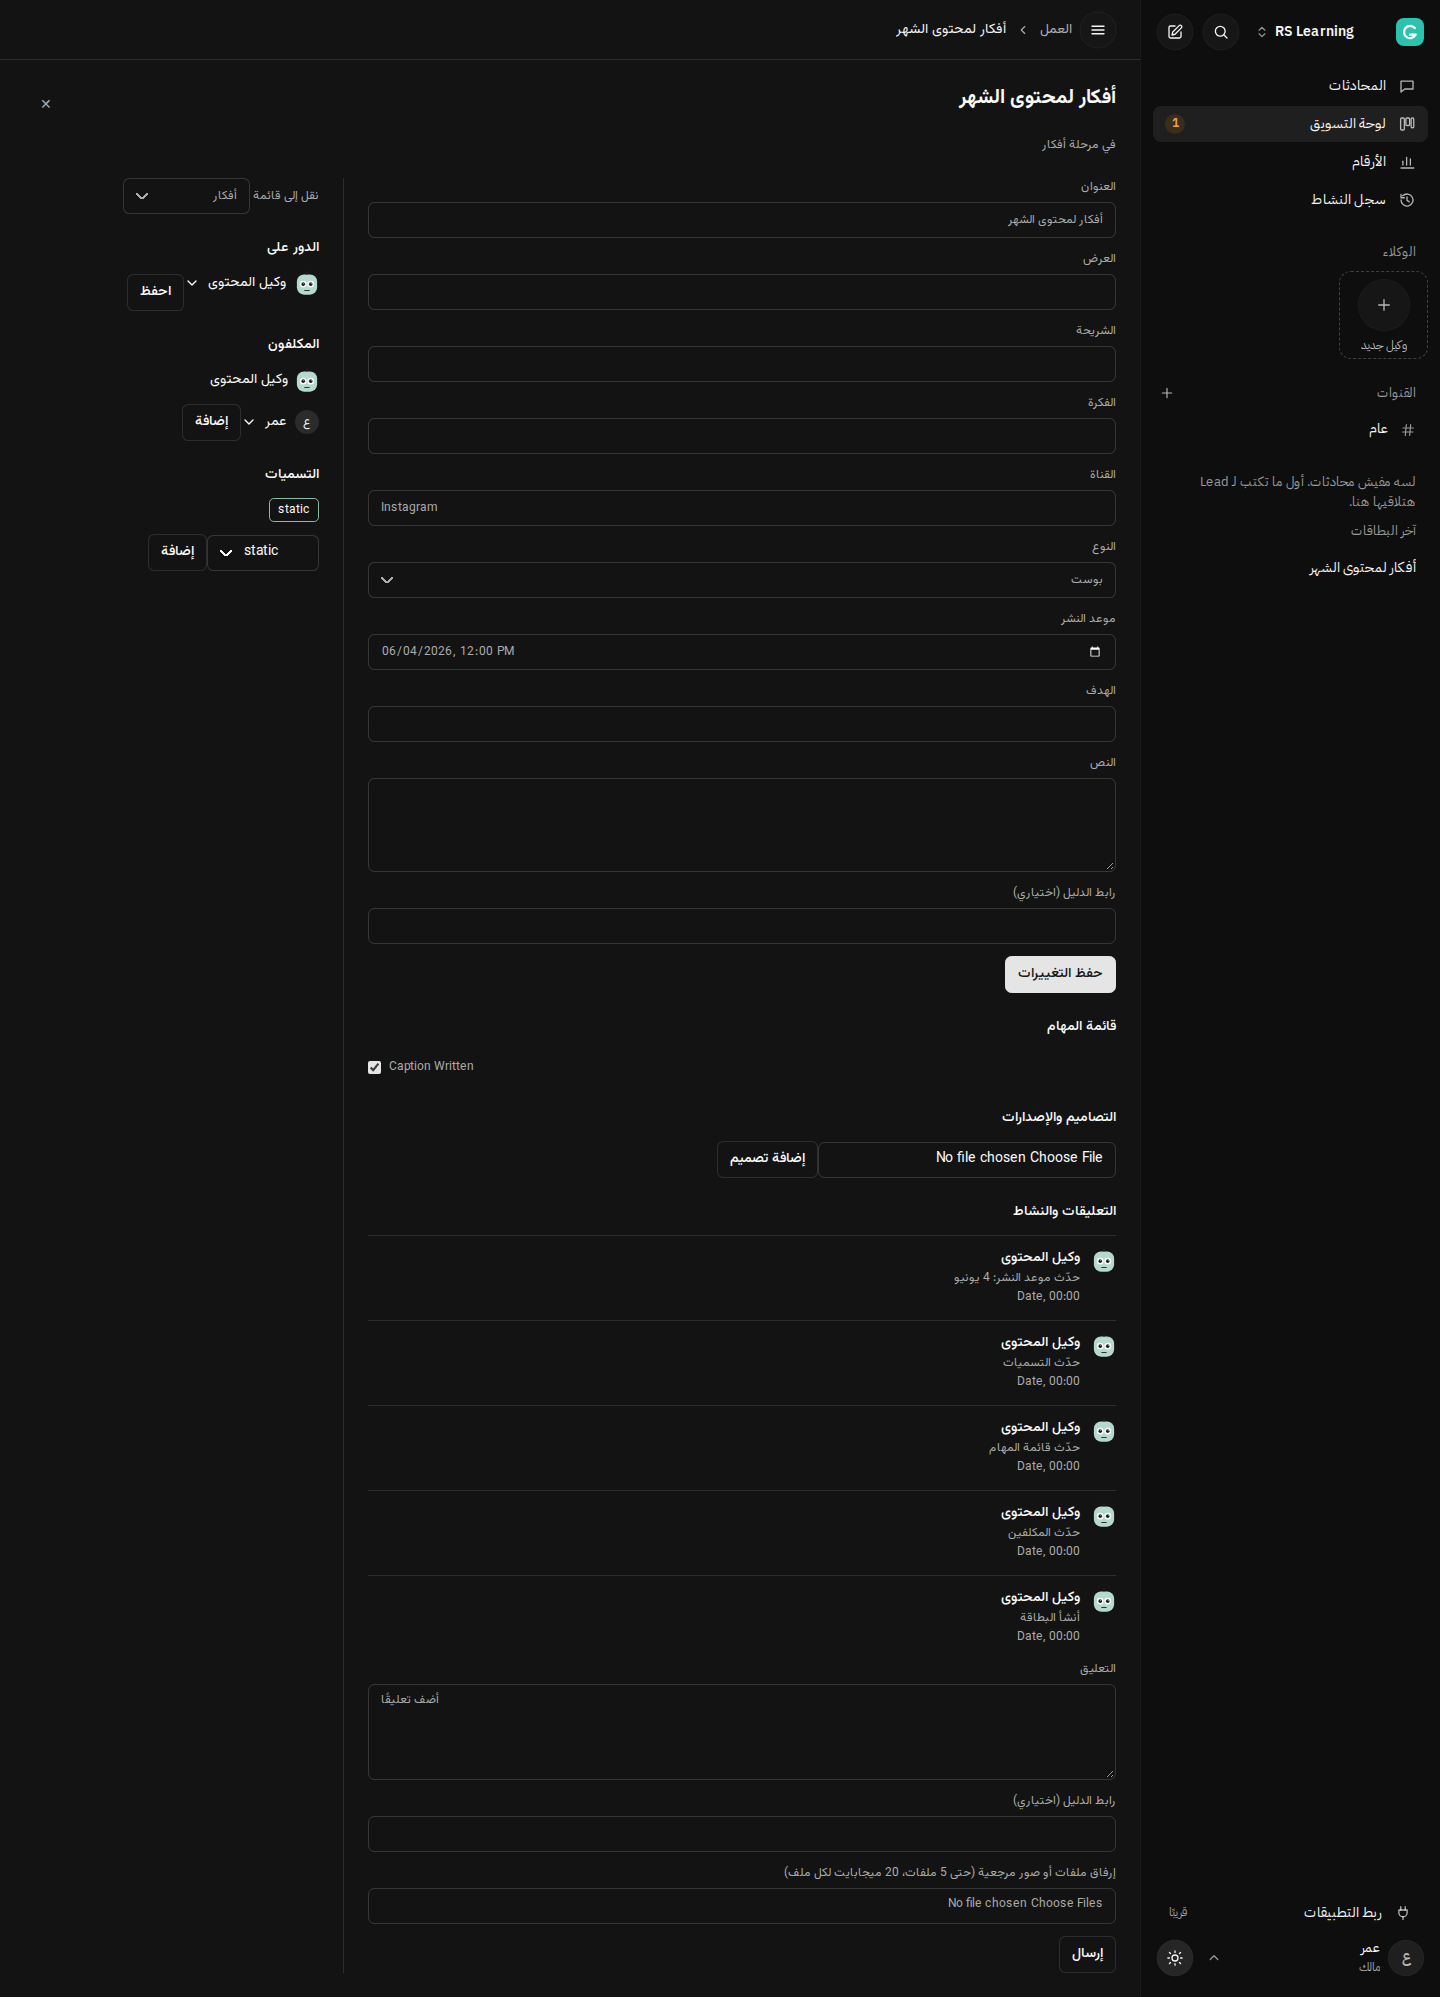 RS Learning
المحادثات
لوحة التسويق
1
الأرقام
سجل النشاط
الوكلاء
وكيل جديد
القنوات
عام
لسه مفيش محادثات. أول ما تكتب لـ Lead
هتلاقيها هنا.
آخر البطاقات
أفكار لمحتوى الشهر
ربط التطبيقات
قريبًا
ع
عمر
مالك
العمل
أفكار لمحتوى الشهر
أفكار لمحتوى الشهر
في مرحلة أفكار
العنوان
أفكار لمحتوى الشهر
العرض
الشريحة
الفكرة
القناة
Instagram
النوع
بوست
موعد النشر
06/04/2026, 12:00 PM
الهدف
النص
رابط الدليل (اختياري)
حفظ التغييرات
قائمة المهام
Caption Written
التصاميم والإصدارات
No file chosen Choose File
إضافة تصميم
التعليقات والنشاط
وكيل المحتوى
حدّث موعد النشر: 4 يونيو
Date, 00:00
وكيل المحتوى
حدّث التسميات
Date, 00:00
وكيل المحتوى
حدّث قائمة المهام
Date, 00:00
وكيل المحتوى
حدّث المكلفين
Date, 00:00
وكيل المحتوى
أنشأ البطاقة
Date, 00:00
التعليق
أضف تعليقًا
رابط الدليل (اختياري)
إرفاق ملفات أو صور مرجعية (حتى 5 ملفات، 20 ميجابايت لكل ملف)
No file chosen Choose Files
إرسال
نقل إلى قائمة
أفكار
الدور على
وكيل المحتوى
احفظ
المكلفون
وكيل المحتوى
ع
عمر
إضافة
التسميات
static
static
إضافة